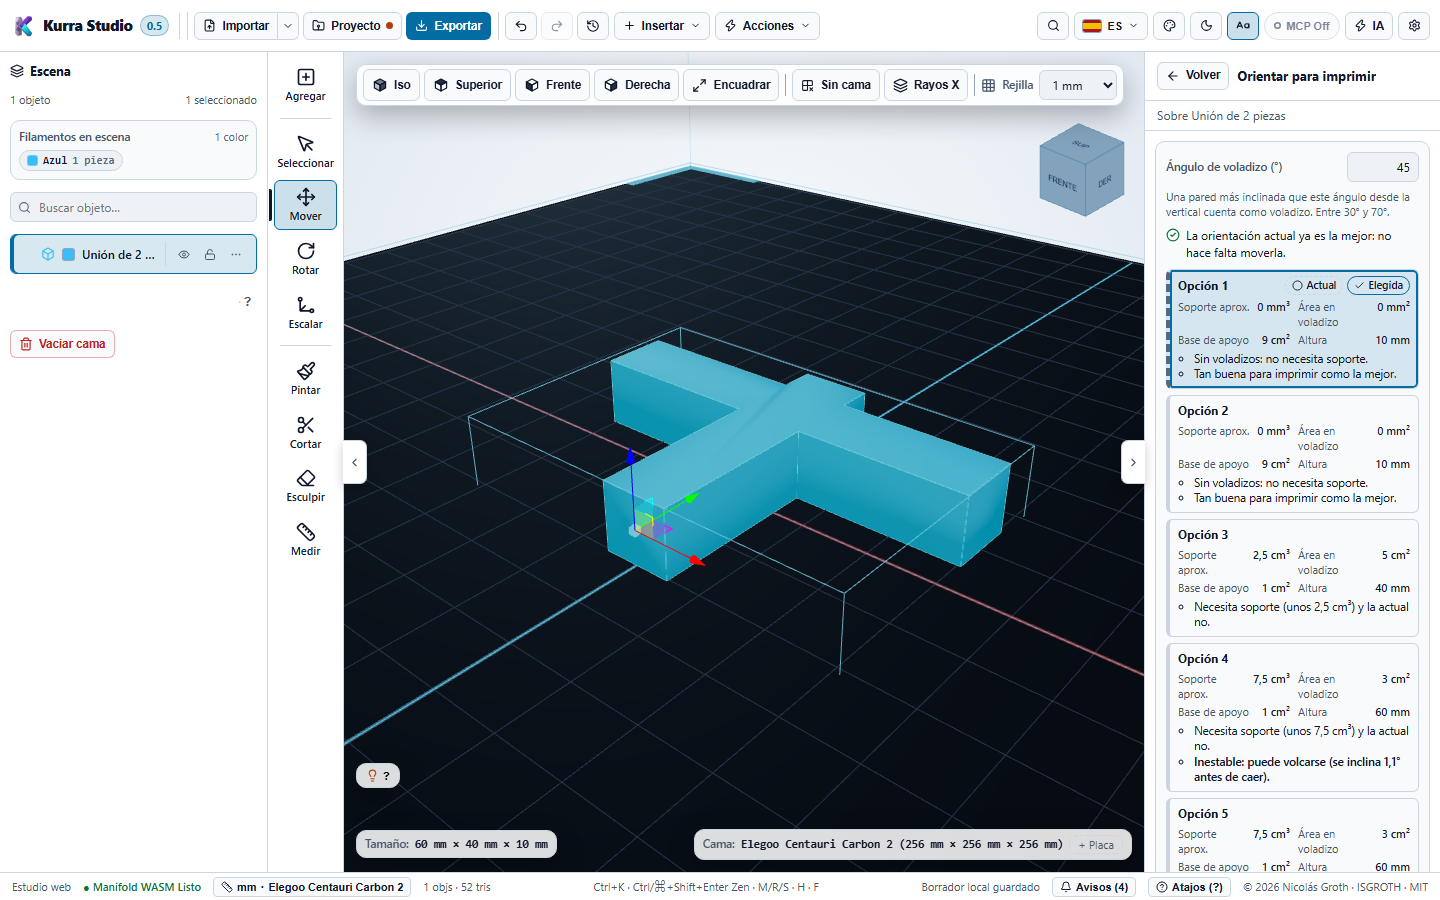 Kurra Studio 0.5
Importar
Proyecto
Exportar
Insertar
Acciones
ES
MCP Off
IA
Escena
1 objeto 1 seleccionado
Filamentos en escena 1 color
Azul 1 pieza
Buscar objeto...
Unión de 2 ...
?
Vaciar cama
Agregar
Seleccionar
Mover
Rotar
Escalar
Pintar
Cortar
Esculpir
Medir
Iso
Superior
Frente
Derecha
Encuadrar
Sin cama
Rayos X
Rejilla
1 mm
SUP
FRENTE
DER
?
Tamaño: 60 mm × 40 mm × 10 mm
Cama: Elegoo Centauri Carbon 2 (256 mm × 256 mm × 256 mm) + Placa
Volver
Orientar para imprimir
Sobre Unión de 2 piezas
Ángulo de voladizo (°) 45
Una pared más inclinada que este ángulo desde la
vertical cuenta como voladizo. Entre 30° y 70°.
La orientación actual ya es la mejor: no
hace falta moverla.
Opción 1 Actual Elegida
Soporte aprox. 0 mm³ Área en voladizo 0 mm²
Base de apoyo 9 cm² Altura 10 mm
Sin voladizos: no necesita soporte.
Tan buena para imprimir como la mejor.
Opción 2
Soporte aprox. 0 mm³ Área en voladizo 0 mm²
Base de apoyo 9 cm² Altura 10 mm
Sin voladizos: no necesita soporte.
Tan buena para imprimir como la mejor.
Opción 3
Soporte aprox. 2,5 cm³ Área en voladizo 5 cm²
Base de apoyo 1 cm² Altura 40 mm
Necesita soporte (unos 2,5 cm³) y la actual
no.
Opción 4
Soporte aprox. 7,5 cm³ Área en voladizo 3 cm²
Base de apoyo 1 cm² Altura 60 mm
Necesita soporte (unos 7,5 cm³) y la actual
no.
Inestable: puede volcarse (se inclina 1,1°
antes de caer).
Opción 5
Soporte aprox. 7,5 cm³ Área en voladizo 3 cm²
Base de apoyo 1 cm² Altura 60 mm
Estudio web
Manifold WASM Listo
mm · Elegoo Centauri Carbon 2
1 objs · 52 tris
Ctrl+K · Ctrl/⌘+Shift+Enter Zen · M/R/S · H · F
Borrador local guardado
Avisos (4)
Atajos (?)
© 2026 Nicolás Groth · ISGROTH · MIT